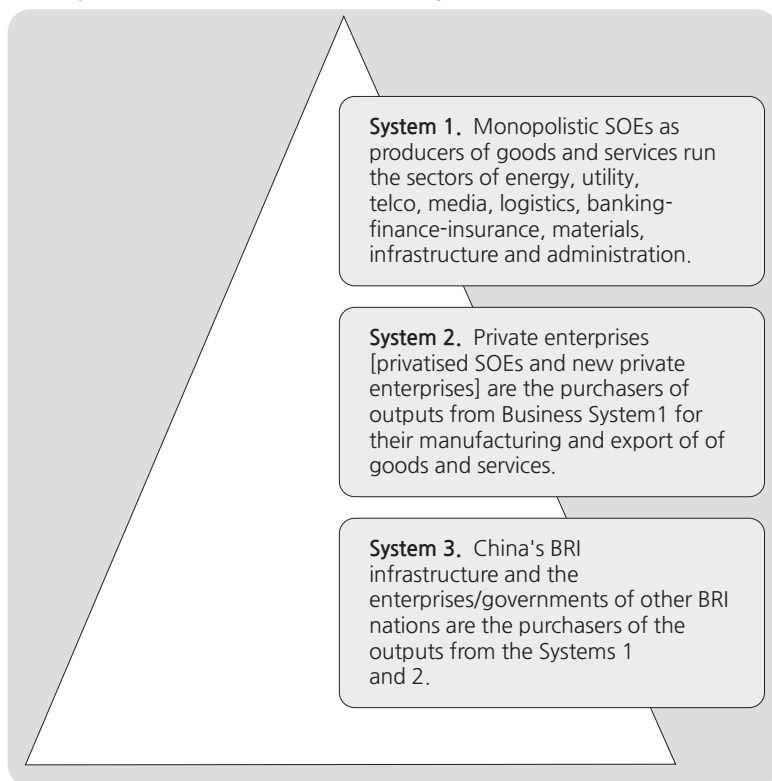 System 1. Monopolistic SOEs as
producers of goods and services run
the sectors of energy, utility,
telco, media, logistics, banking-
finance-insurance, materials,
infrastructure and administration.
System 2. Private enterprises
[privatised SOEs and new private
enterprises] are the purchasers of
outputs from Business System1 for
their manufacturing and export of of
goods and services.
System 3. China's BRI
infrastructure and the
enterprises/governments of other BRI
nations are the purchasers of the
outputs from the Systems 1
and 2.